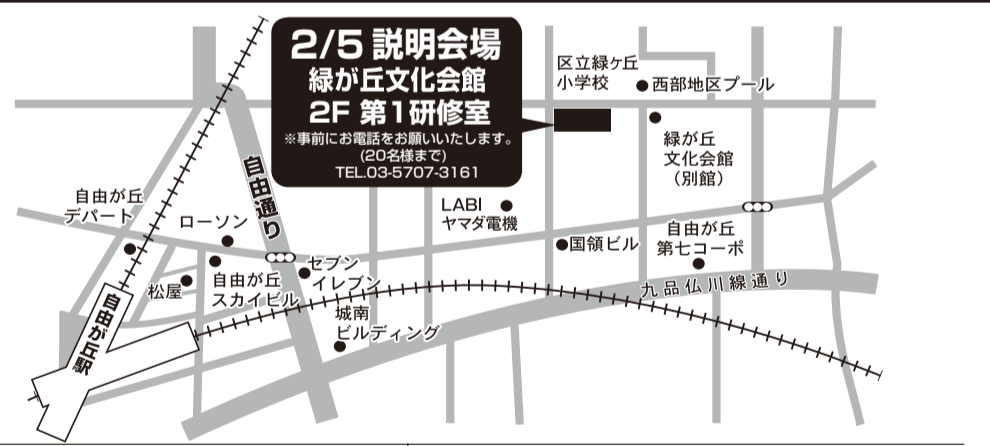 2/5 説明会場
緑が丘文化会館
2F 第1研修室
※事前にお電話をお願いいたします。
(20名様まで)
TEL.03-5707-3161
区立緑ヶ丘
小学校
西部地区プール
緑が丘
文化会館
(別館)
自由通り
自由が丘
デパート
ローソン
LABI
ヤマダ電機
国領ビル
自由が丘
第七コーポ
松屋
自由が丘
スカイビル
セブン
イレブン
九品仏川線通り
城南
ビルディング
自由が丘駅